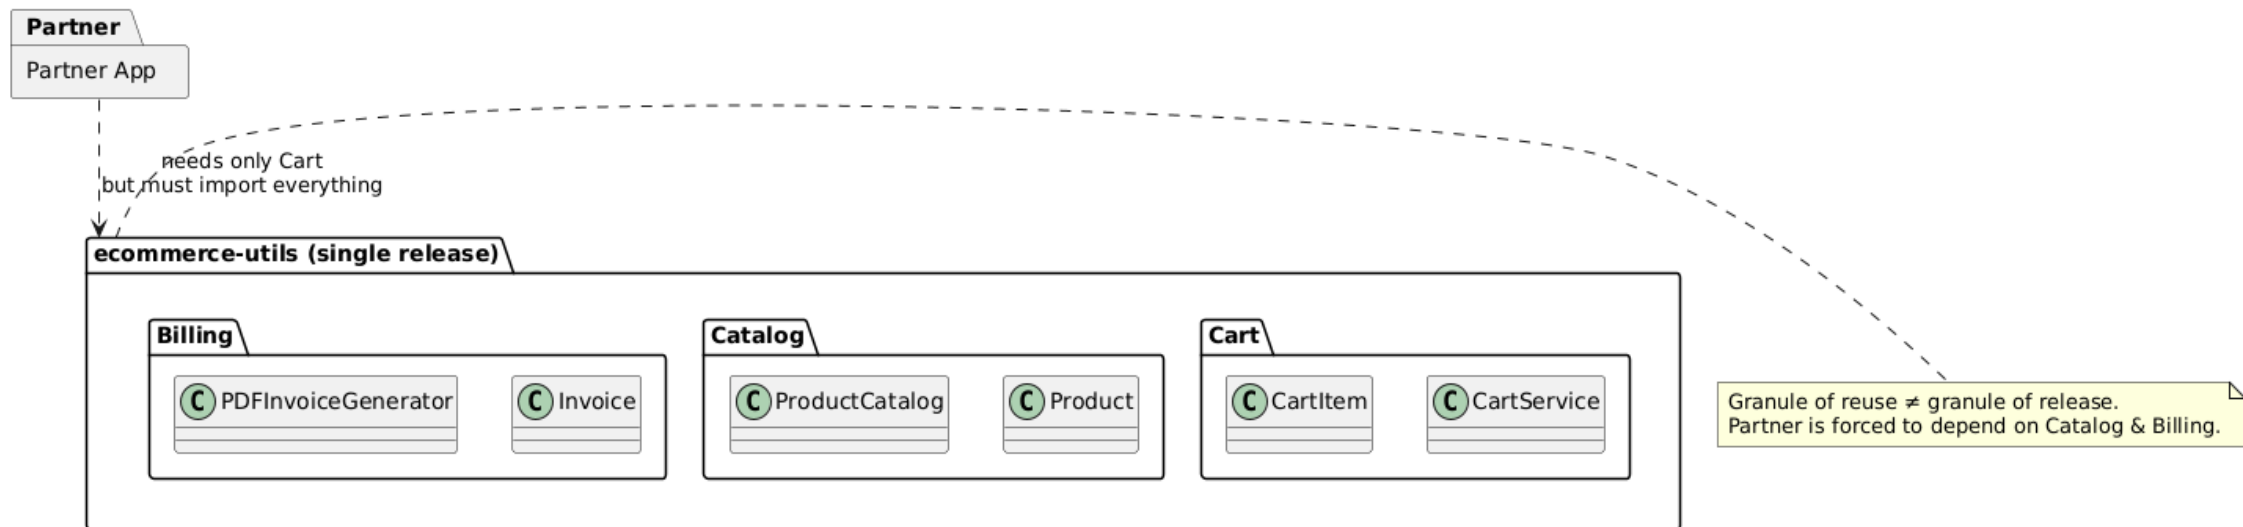 Partner
Partner App
needs only Cart
but must import everything
ecommerce-utils (single release)
Billing
Catalog
Cart
C PDFInvoiceGenerator
C Invoice
C ProductCatalog
C Product
C CartItem
C CartService
Granule of reuse ≠ granule of release.
Partner is forced to depend on Catalog & Billing.